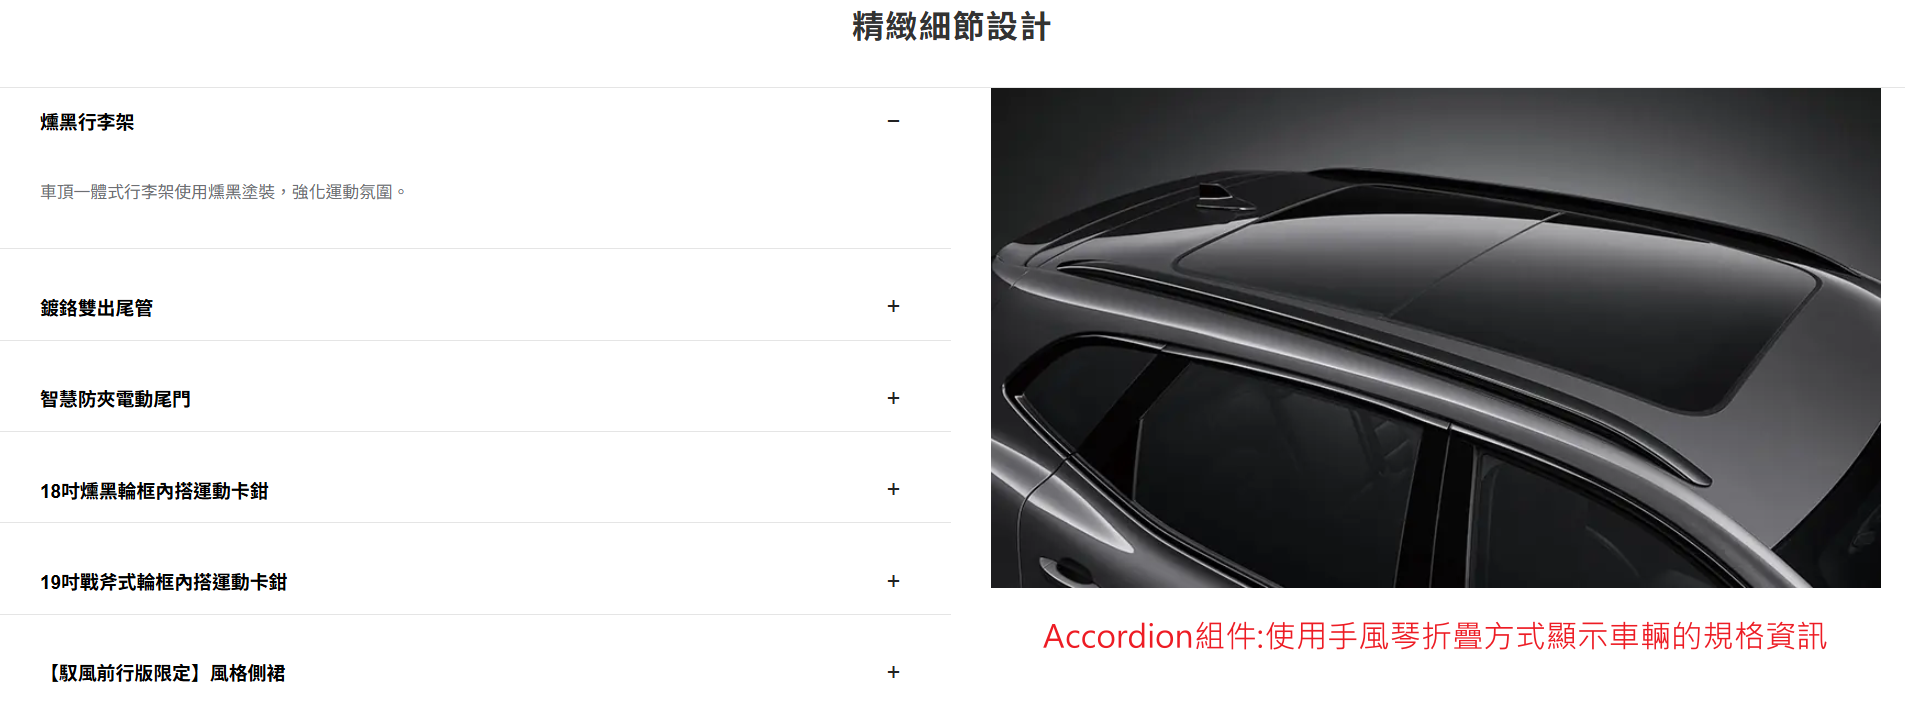 精緻細節設計
燻黑行李架
車頂一體式行李架使用燻黑塗裝，強化運動氛圍。
鍍鉻雙出尾管
智慧防夾電動尾門
18吋燻黑輪框內搭運動卡鉗
19吋戰斧式輪框內搭運動卡鉗
【馭風前行版限定】風格側裙
Accordion組件:使用手風琴折疊方式顯示車輛的規格資訊